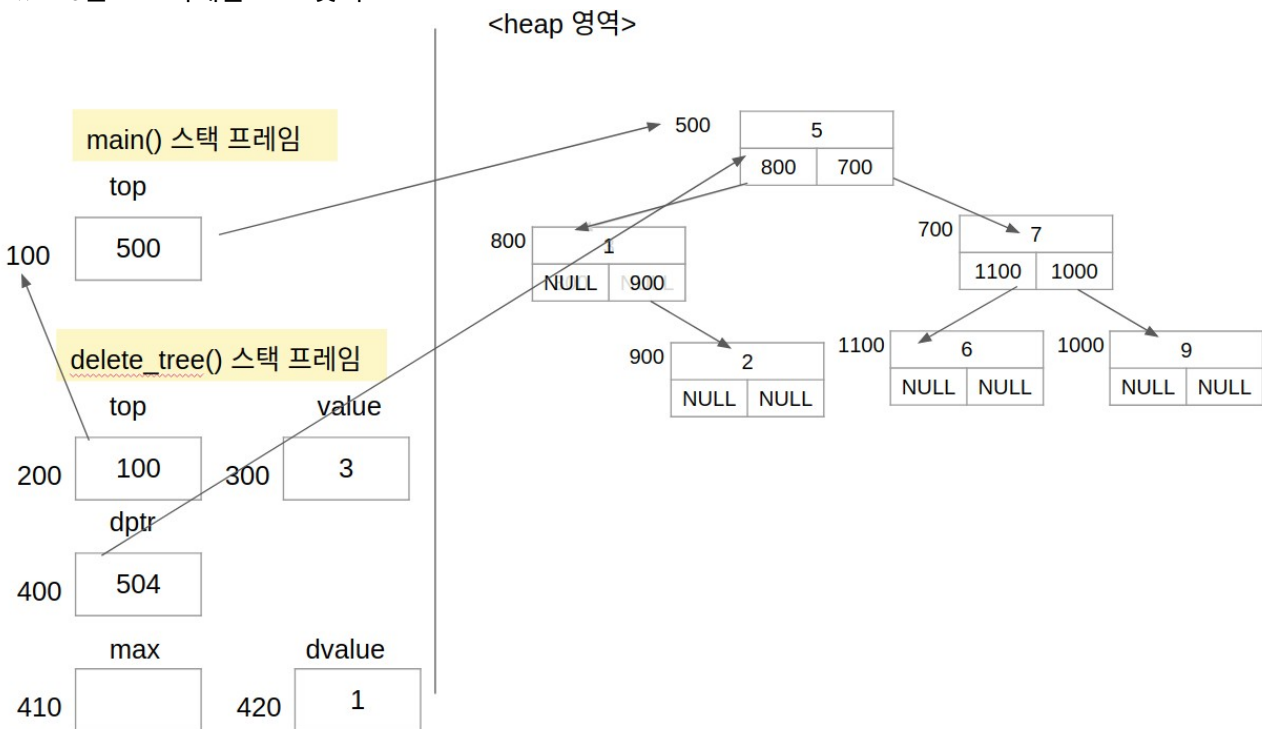 <heap 영역>
main() 스택 프레임
top
100
500
delete_tree() 스택 프레임
top
value
200
100
300
3
dptr
400
504
max
dvalue
410
420
1
500
5
800
700
800
1
NULL
900
700
7
1100
1000
900
2
NULL
NULL
1100
6
NULL
NULL
1000
9
NULL
NULL